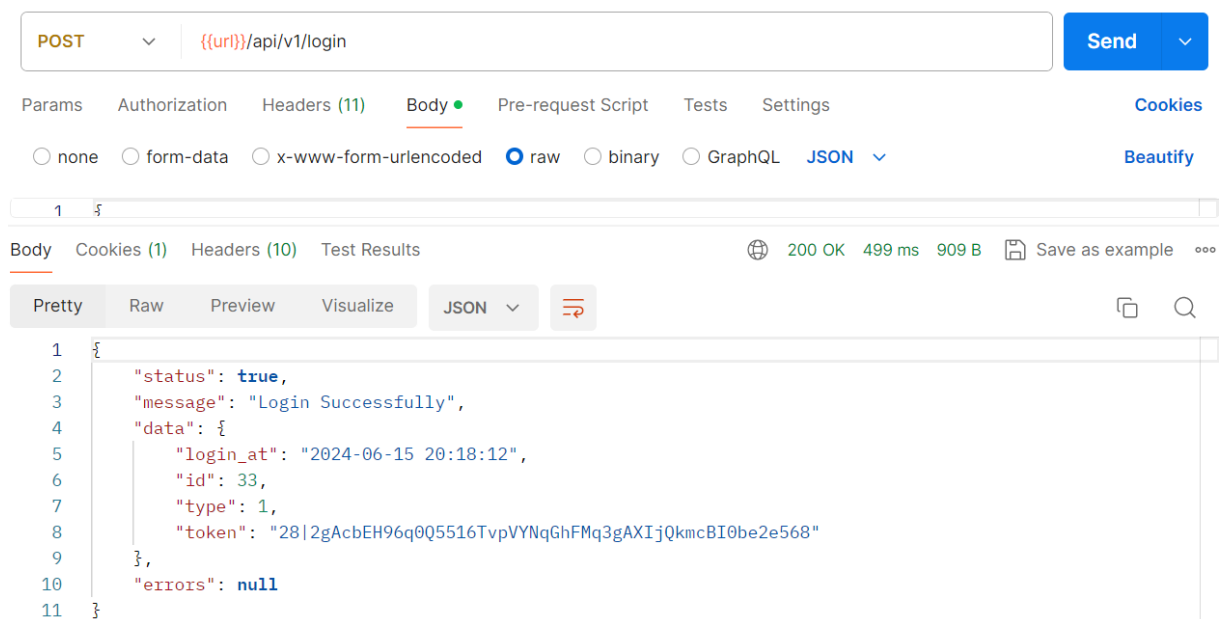 POST {{url}}/api/v1/login Send
Params Authorization Headers (11) Body Pre-request Script Tests Settings Cookies
none form-data x-www-form-urlencoded raw binary GraphQL JSON Beautify
1 {
Body Cookies (1) Headers (10) Test Results 200 OK 499 ms 909 B Save as example
Pretty Raw Preview Visualize JSON
1 {
2 "status": true,
3 "message": "Login Successfully",
4 "data": {
5 "login_at": "2024-06-15 20:18:12",
6 "id": 33,
7 "type": 1,
8 "token": "28|2gAcbEH96q0Q5516TvpVYNqGhFMq3gAXIjQkmcBI0be2e568"
9 },
10 "errors": null
11 }